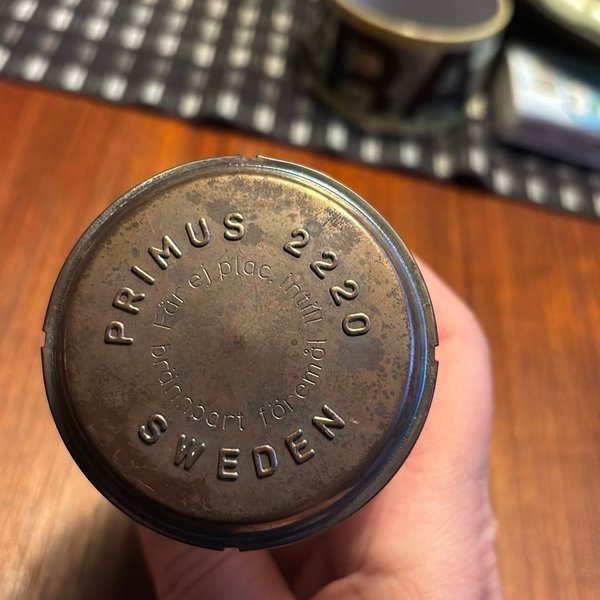 PRIMUS 2220
Får ej plac. intill
brännbart föremål
SWEDEN